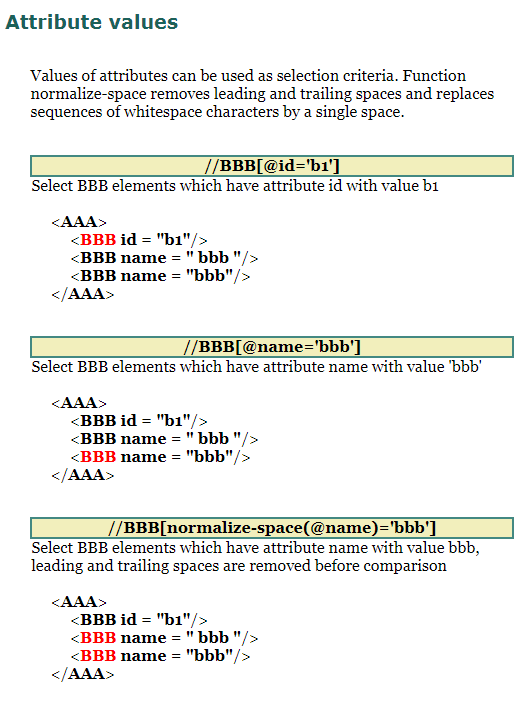 Attribute values
Values of attributes can be used as selection criteria. Function
normalize-space removes leading and trailing spaces and replaces
sequences of whitespace characters by a single space.
//BBB[@id='b1']
Select BBB elements which have attribute id with value b1
<AAA>
<BBB id = "b1"/>
<BBB name = " bbb "/>
<BBB name = "bbb"/>
</AAA>
//BBB[@name='bbb']
Select BBB elements which have attribute name with value 'bbb'
<AAA>
<BBB id = "b1"/>
<BBB name = " bbb "/>
<BBB name = "bbb"/>
</AAA>
//BBB[normalize-space(@name)='bbb']
Select BBB elements which have attribute name with value bbb,
leading and trailing spaces are removed before comparison
<AAA>
<BBB id = "b1"/>
<BBB name = " bbb "/>
<BBB name = "bbb"/>
</AAA>